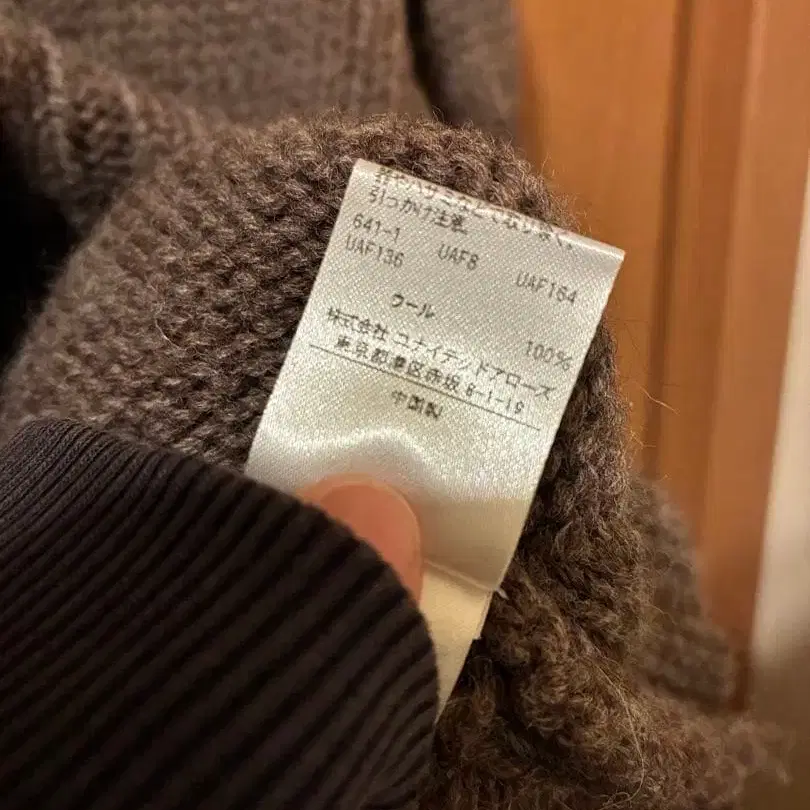 引っかけ注意。
641-1
UAF136 UAF8 UAF164
ウール 100%
株式会社 ユナイテッドアローズ
東京都港区赤坂 8-1-19
中国製